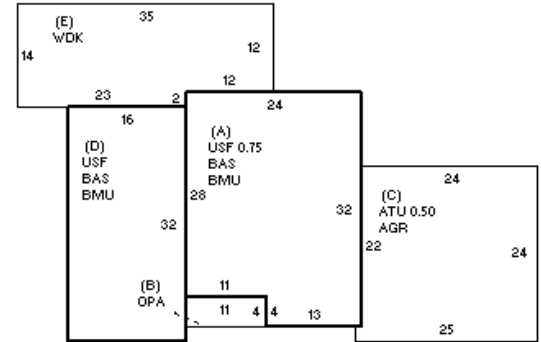 (E)
WDK
35
12
14
12
23
2
24
16
(A)
USF 0.75
BAS
BMU
(D)
USF
BAS
BMU
24
(C)
ATU 0.50
AGR
28
32
32
22
24
(B)
OPA
11
11
4
4
13
25